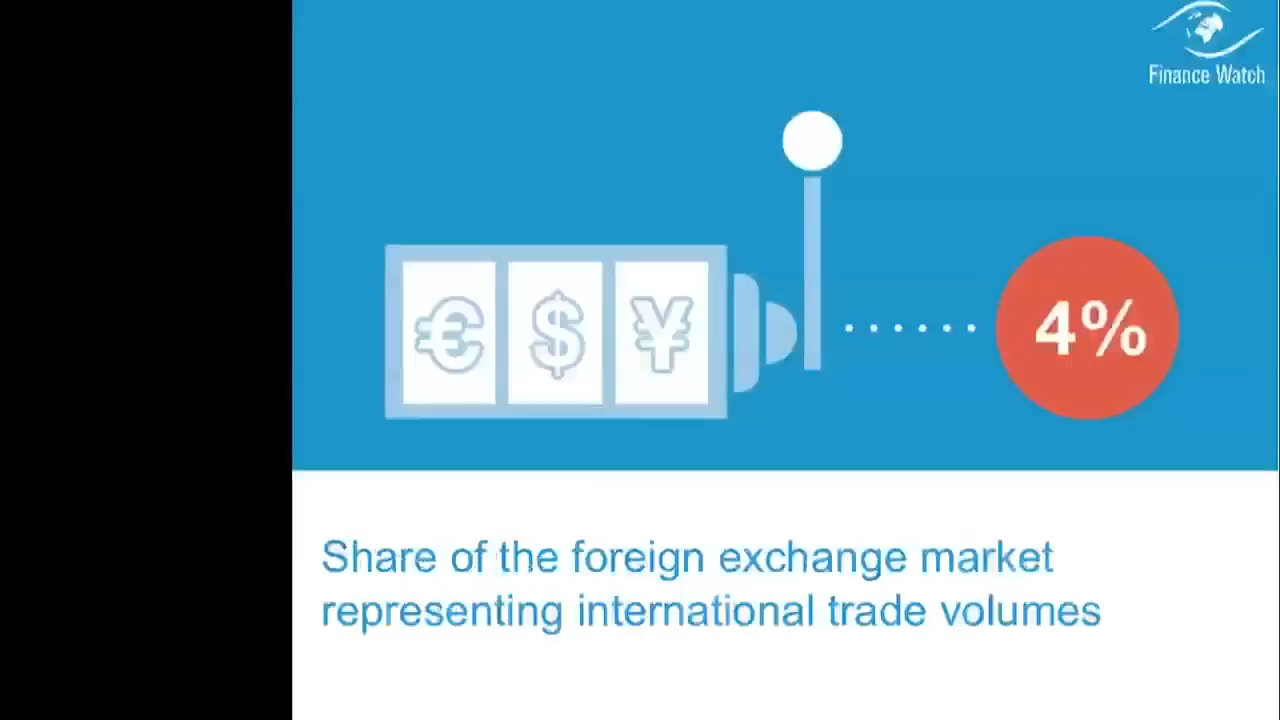 Finance Watch
€ $ ¥
4%
Share of the foreign exchange market
representing international trade volumes